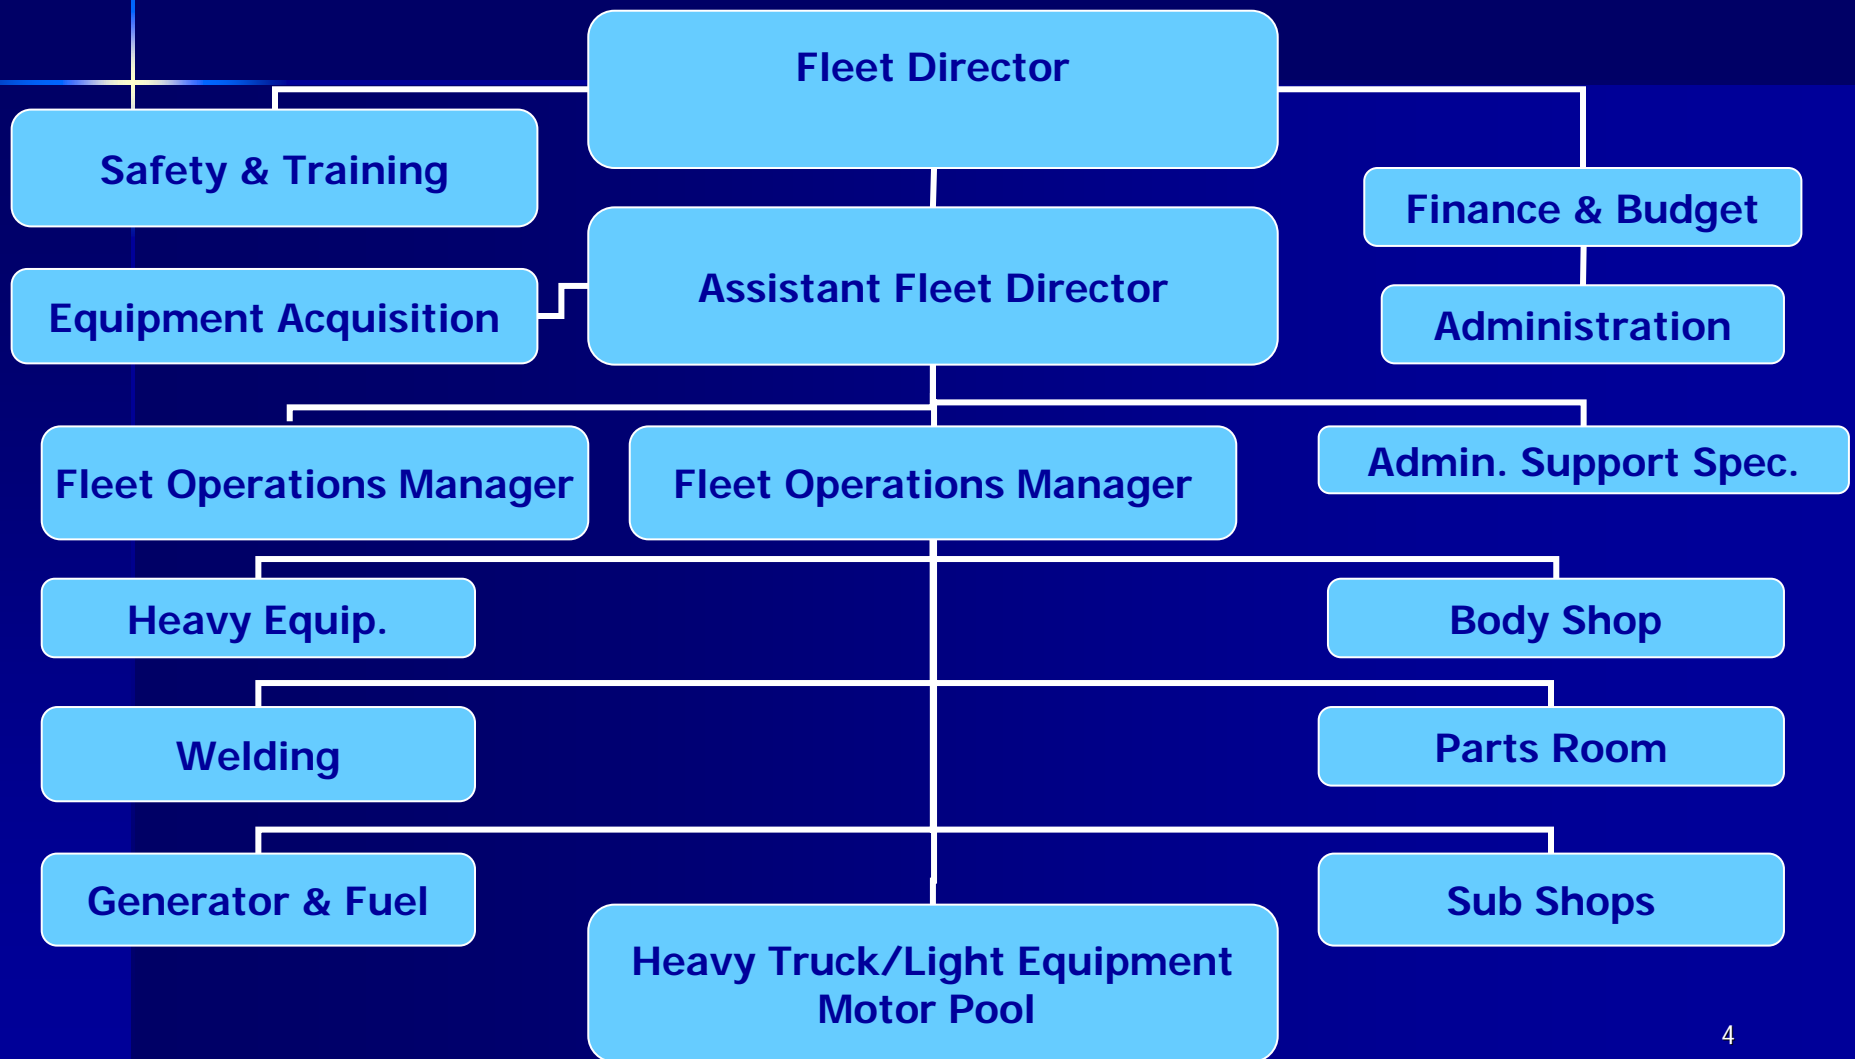 Fleet Director
Safety & Training
Finance & Budget
Assistant Fleet Director
Equipment Acquisition
Administration
Fleet Operations Manager
Fleet Operations Manager
Admin. Support Spec.
Heavy Equip.
Body Shop
Welding
Parts Room
Generator & Fuel
Sub Shops
Heavy Truck/Light Equipment
Motor Pool
4